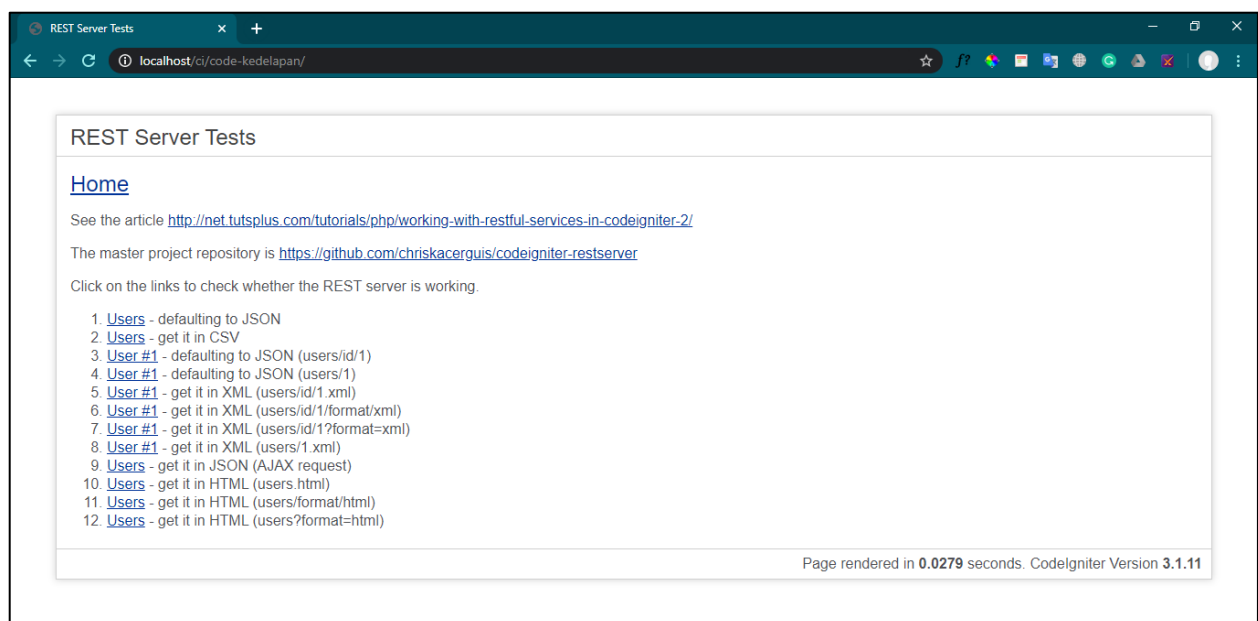 REST Server Tests
localhost/ci/code-kedelapan/
REST Server Tests
Home
See the article http://net.tutsplus.com/tutorials/php/working-with-restful-services-in-codeigniter-2/
The master project repository is https://github.com/chriskacerguis/codeigniter-restserver
Click on the links to check whether the REST server is working.
1. Users - defaulting to JSON
2. Users - get it in CSV
3. User #1 - defaulting to JSON (users/id/1)
4. User #1 - defaulting to JSON (users/1)
5. User #1 - get it in XML (users/id/1.xml)
6. User #1 - get it in XML (users/id/1/format/xml)
7. User #1 - get it in XML (users/id/1?format=xml)
8. User #1 - get it in XML (users/1.xml)
9. Users - get it in JSON (AJAX request)
10. Users - get it in HTML (users.html)
11. Users - get it in HTML (users/format/html)
12. Users - get it in HTML (users?format=html)
Page rendered in 0.0279 seconds. CodeIgniter Version 3.1.11